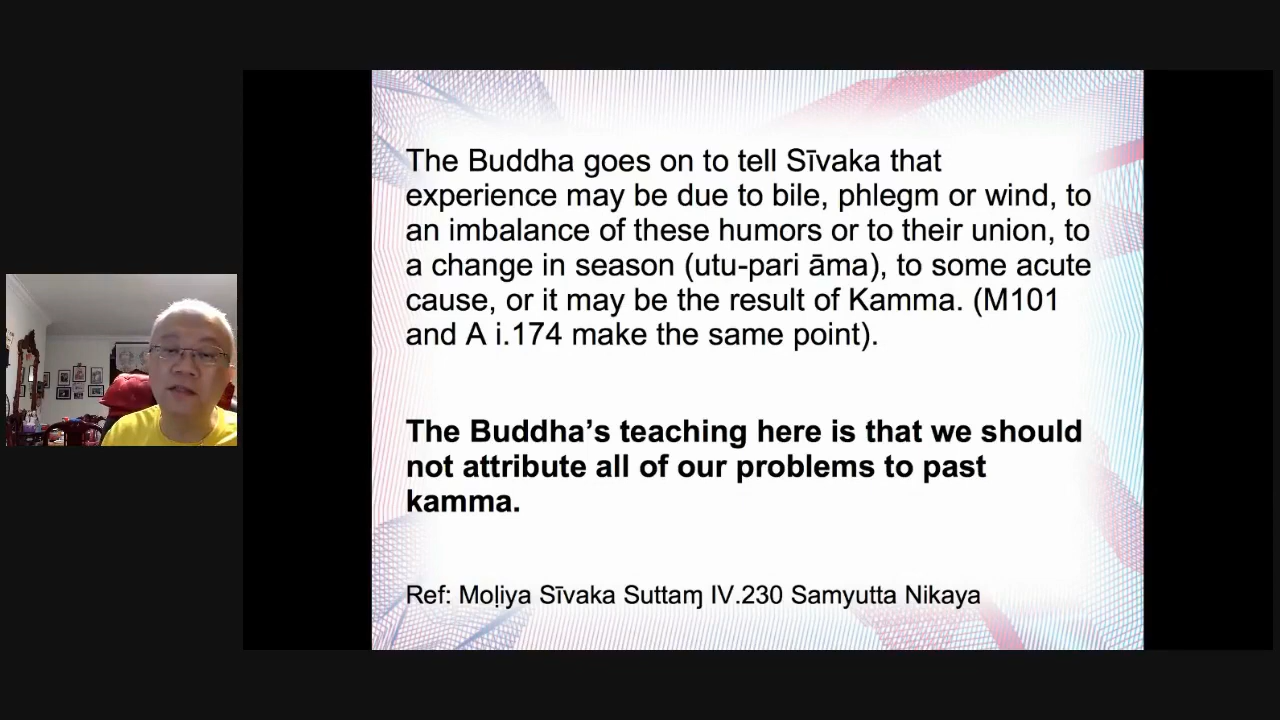 The Buddha goes on to tell Sīvaka that
experience may be due to bile, phlegm or wind, to
an imbalance of these humors or to their union, to
a change in season (utu-pari āma), to some acute
cause, or it may be the result of Kamma. (M101
and A i.174 make the same point).
The Buddha’s teaching here is that we should
not attribute all of our problems to past
kamma.
Ref: Moḷiya Sīvaka Suttaɱ IV.230 Samyutta Nikaya